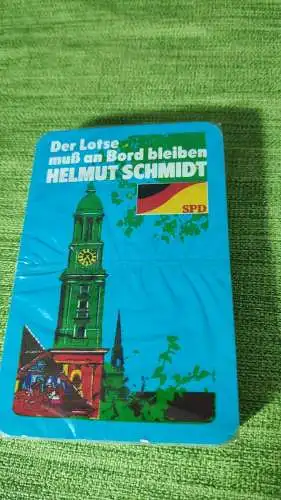 Der Lotse
muß an Bord bleiben
HELMUT SCHMIDT
SPD